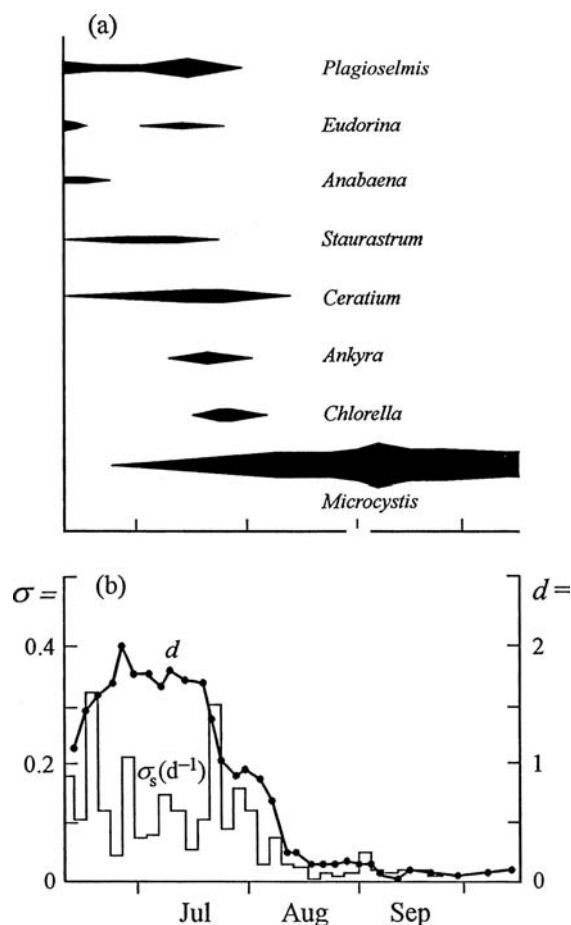 (a)
Plagioselmis
Eudorina
Anabaena
Staurastrum
Ceratium
Ankyra
Chlorella
Microcystis
σ = (b) d =
0.4 d 2
0.2 σs(d⁻¹) 1
0 0
Jul Aug Sep